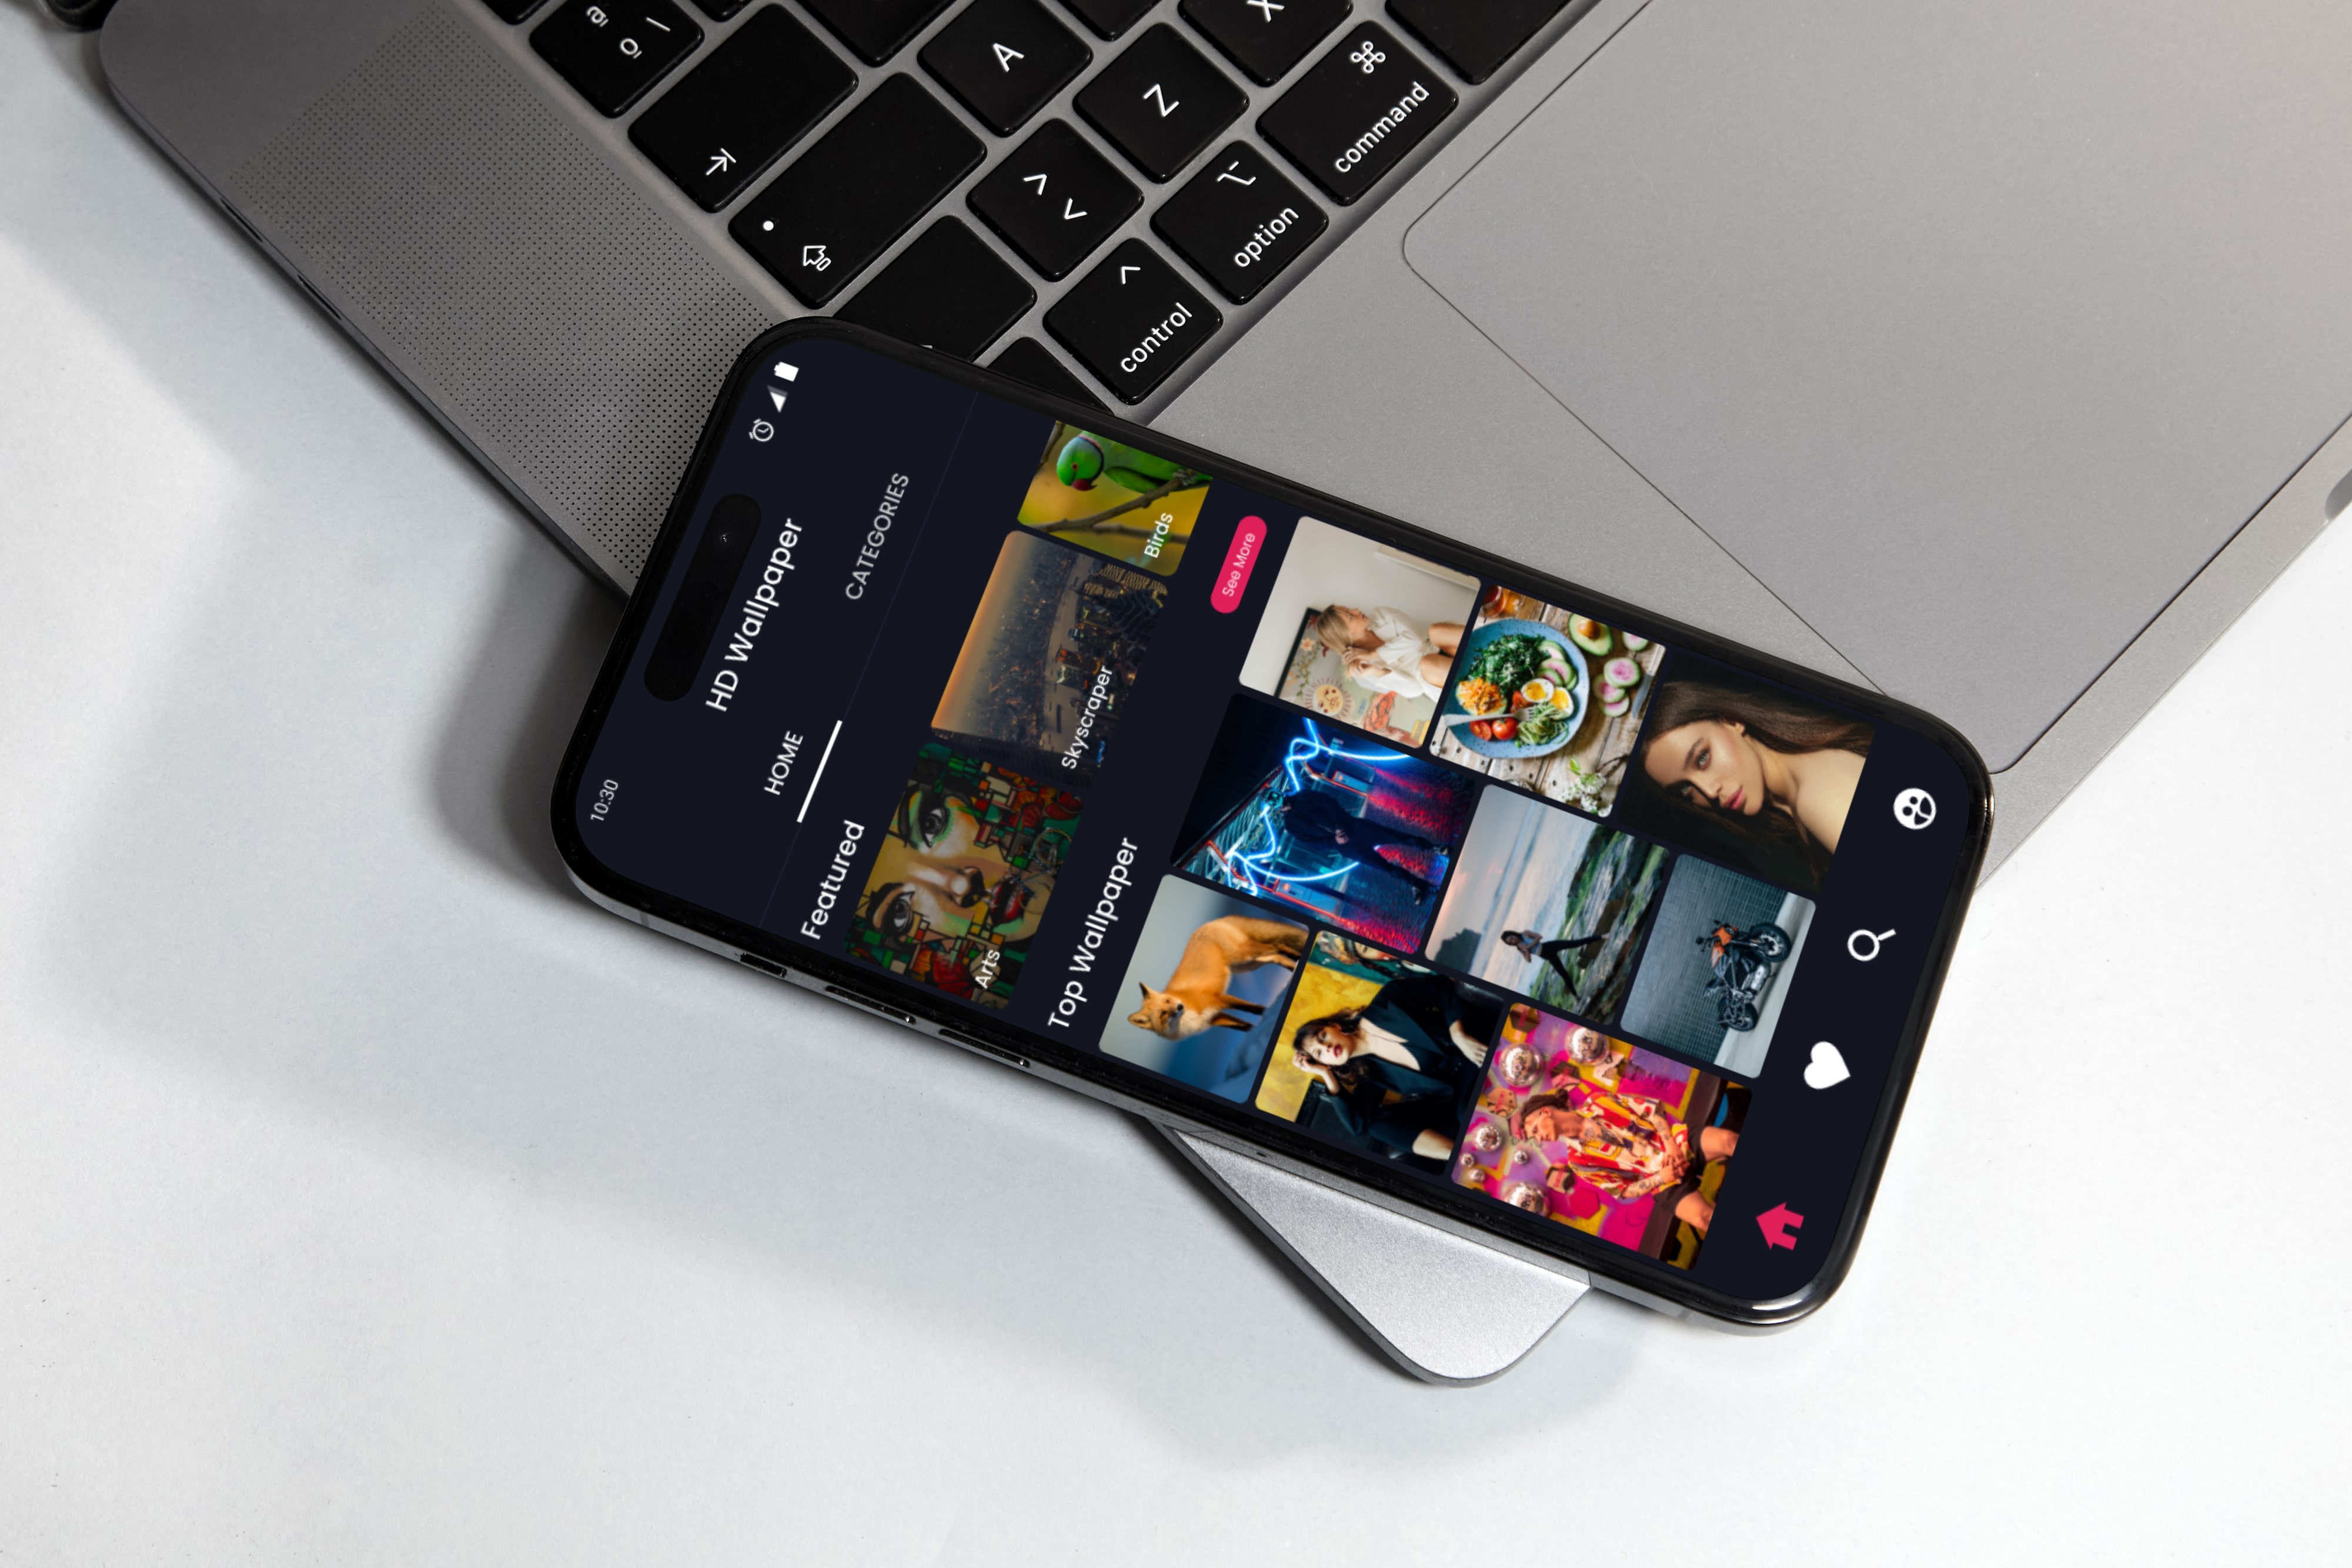 10:30
HD Wallpaper
HOME
CATEGORIES
Featured
Arts
Skyscraper
Birds
Top Wallpaper
See More
ª
º \
A
Z
X
<
>
⌘
command
⌥
option
^
control